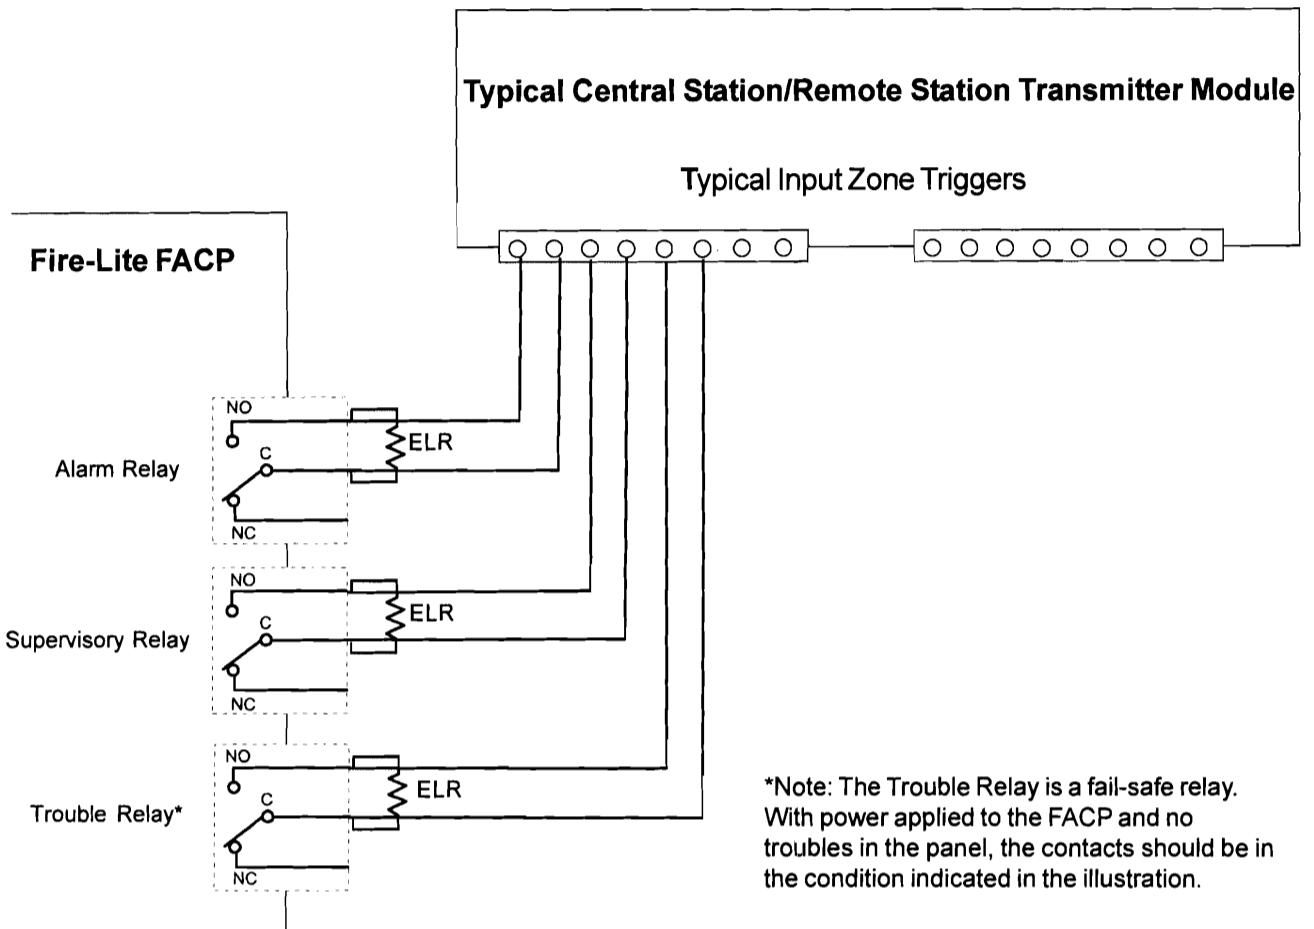 Typical Central Station/Remote Station Transmitter Module
Typical Input Zone Triggers
Fire-Lite FACP
NO
ELR
C
Alarm Relay
NC
NO
ELR
C
Supervisory Relay
NC
NO
ELR
C
Trouble Relay*
NC
*Note: The Trouble Relay is a fail-safe relay.
With power applied to the FACP and no
troubles in the panel, the contacts should be in
the condition indicated in the illustration.